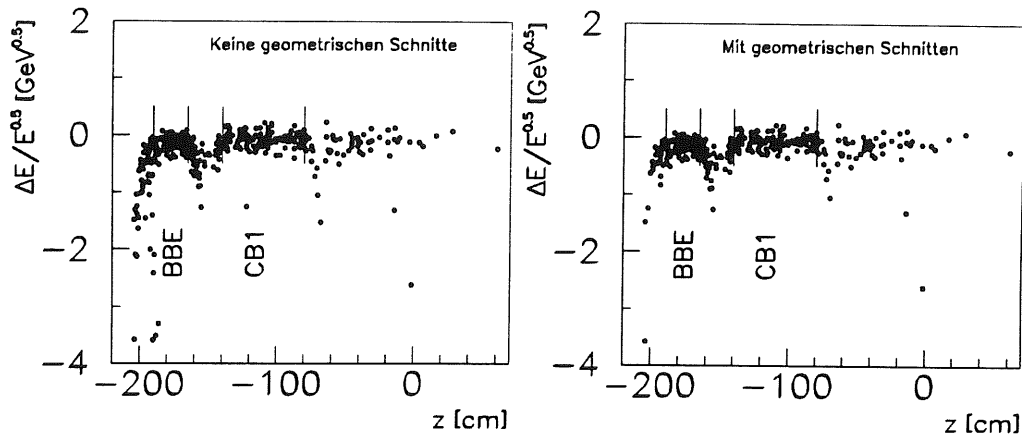 ΔE/E^0.5 [GeV^0.5]
2
0
−2
−4
Keine geometrischen Schnitte
BBE
CB1
−200
−100
0
z [cm]
ΔE/E^0.5 [GeV^0.5]
2
0
−2
−4
Mit geometrischen Schnitten
BBE
CB1
−200
−100
0
z [cm]